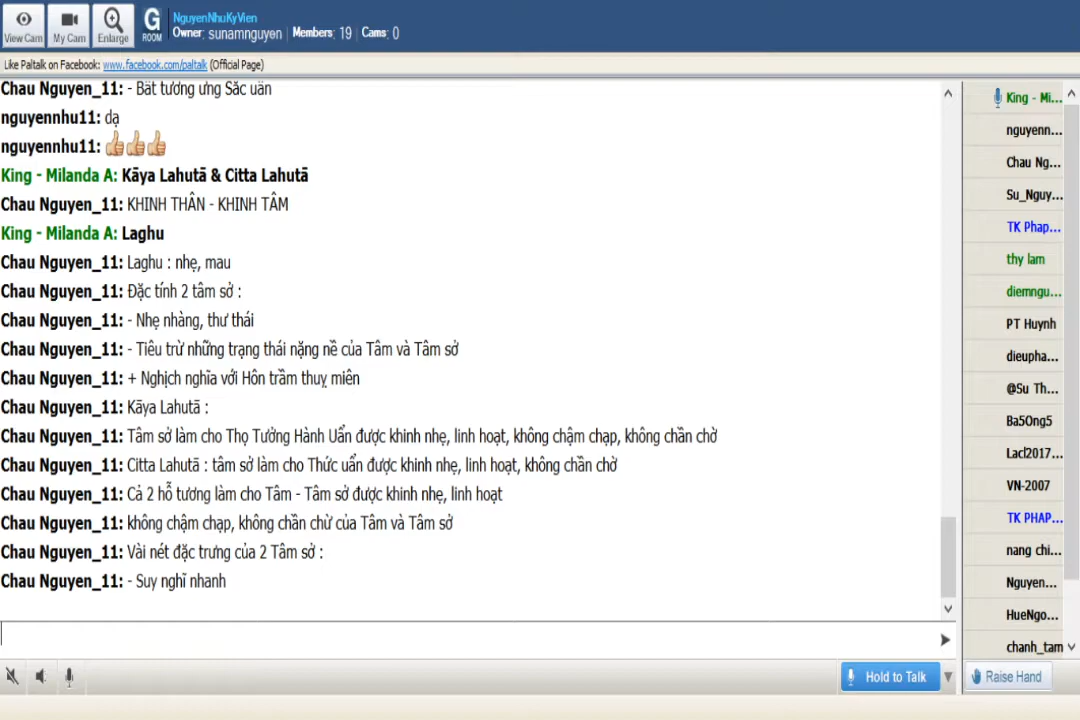 View Cam
My Cam
Enlarge
G
ROOM
NguyenNhuKyVien
Owner: sunamnguyen Members: 19 Cams: 0
Like Paltalk on Facebook: www.facebook.com/paltalk (Official Page)
Chau Nguyen_11: - Bất tương ưng Sắc uẩn
nguyennhu11: dạ
nguyennhu11: 👍👍👍
King - Milanda A: Kāya Lahutā & Citta Lahutā
Chau Nguyen_11: KHINH THÂN - KHINH TÂM
King - Milanda A: Laghu
Chau Nguyen_11: Laghu : nhẹ, mau
Chau Nguyen_11: Đặc tính 2 tâm sở :
Chau Nguyen_11: - Nhẹ nhàng, thư thái
Chau Nguyen_11: - Tiêu trừ những trạng thái nặng nề của Tâm và Tâm sở
Chau Nguyen_11: + Nghịch nghĩa với Hôn trầm thuỵ miên
Chau Nguyen_11: Kāya Lahutā :
Chau Nguyen_11: Tâm sở làm cho Thọ Tưởng Hành Uẩn được khinh nhẹ, linh hoạt, không chậm chạp, không chần chờ
Chau Nguyen_11: Citta Lahutā : tâm sở làm cho Thức uẩn được khinh nhẹ, linh hoạt, không chần chờ
Chau Nguyen_11: Cả 2 hỗ tương làm cho Tâm - Tâm sở được khinh nhẹ, linh hoạt
Chau Nguyen_11: không chậm chạp, không chần chừ của Tâm và Tâm sở
Chau Nguyen_11: Vài nét đặc trưng của 2 Tâm sở :
Chau Nguyen_11: - Suy nghĩ nhanh
King - Mi...
nguyenn...
Chau Ng...
Su_Nguy...
TK Phap...
thy lam
diemngu...
PT Huynh
dieupha...
@Su Th...
Ba5Ong5
Lacl2017...
VN-2007
TK PHAP...
nang chi...
Nguyen...
HueNgo...
chanh_tam
Hold to Talk
Raise Hand